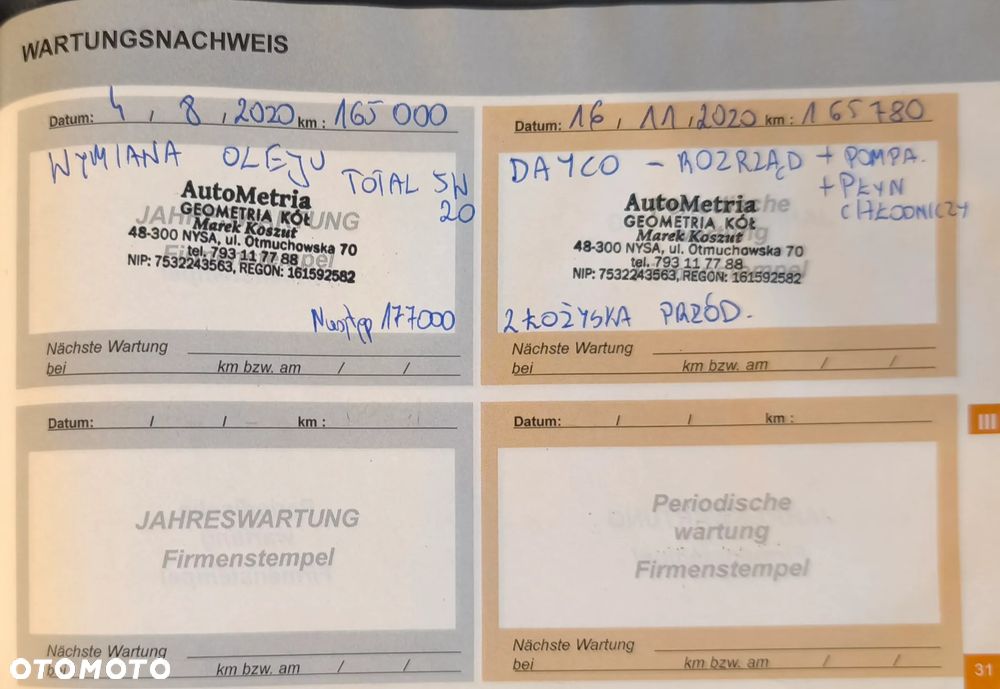 WARTUNGSNACHWEIS
Datum: 4 , 8 , 2020 km : 165 000
WYMIANA OLEJU TOTAL 5W
20
AutoMetria
GEOMETRIA KÓŁ
Marek Koszut
48-300 NYSA, ul. Otmuchowska 70
tel. 793 11 77 88
NIP: 7532243563, REGON: 161592582
JAHRESWARTUNG
Firmenstempel
Następ 177000
Nächste Wartung
bei km bzw. am / /
Datum: 16 , 11 , 2020 km : 165 780
DAYCO - ROZRZĄD + POMPA.
+ PŁYN
CHŁODNICZY
AutoMetria
GEOMETRIA KÓŁ
Marek Koszut
48-300 NYSA, ul. Otmuchowska 70
tel. 793 11 77 88
NIP: 7532243563, REGON: 161592582
2 ŁOŻYSKA PRZÓD.
Nächste Wartung
bei km bzw. am / /
Datum: / / km :
JAHRESWARTUNG
Firmenstempel
Nächste Wartung
bei km bzw. am / /
Datum: / / km :
Periodische
wartung
Firmenstempel
Nächste Wartung
bei km bzw. am / /
III
31
OTOMOTO